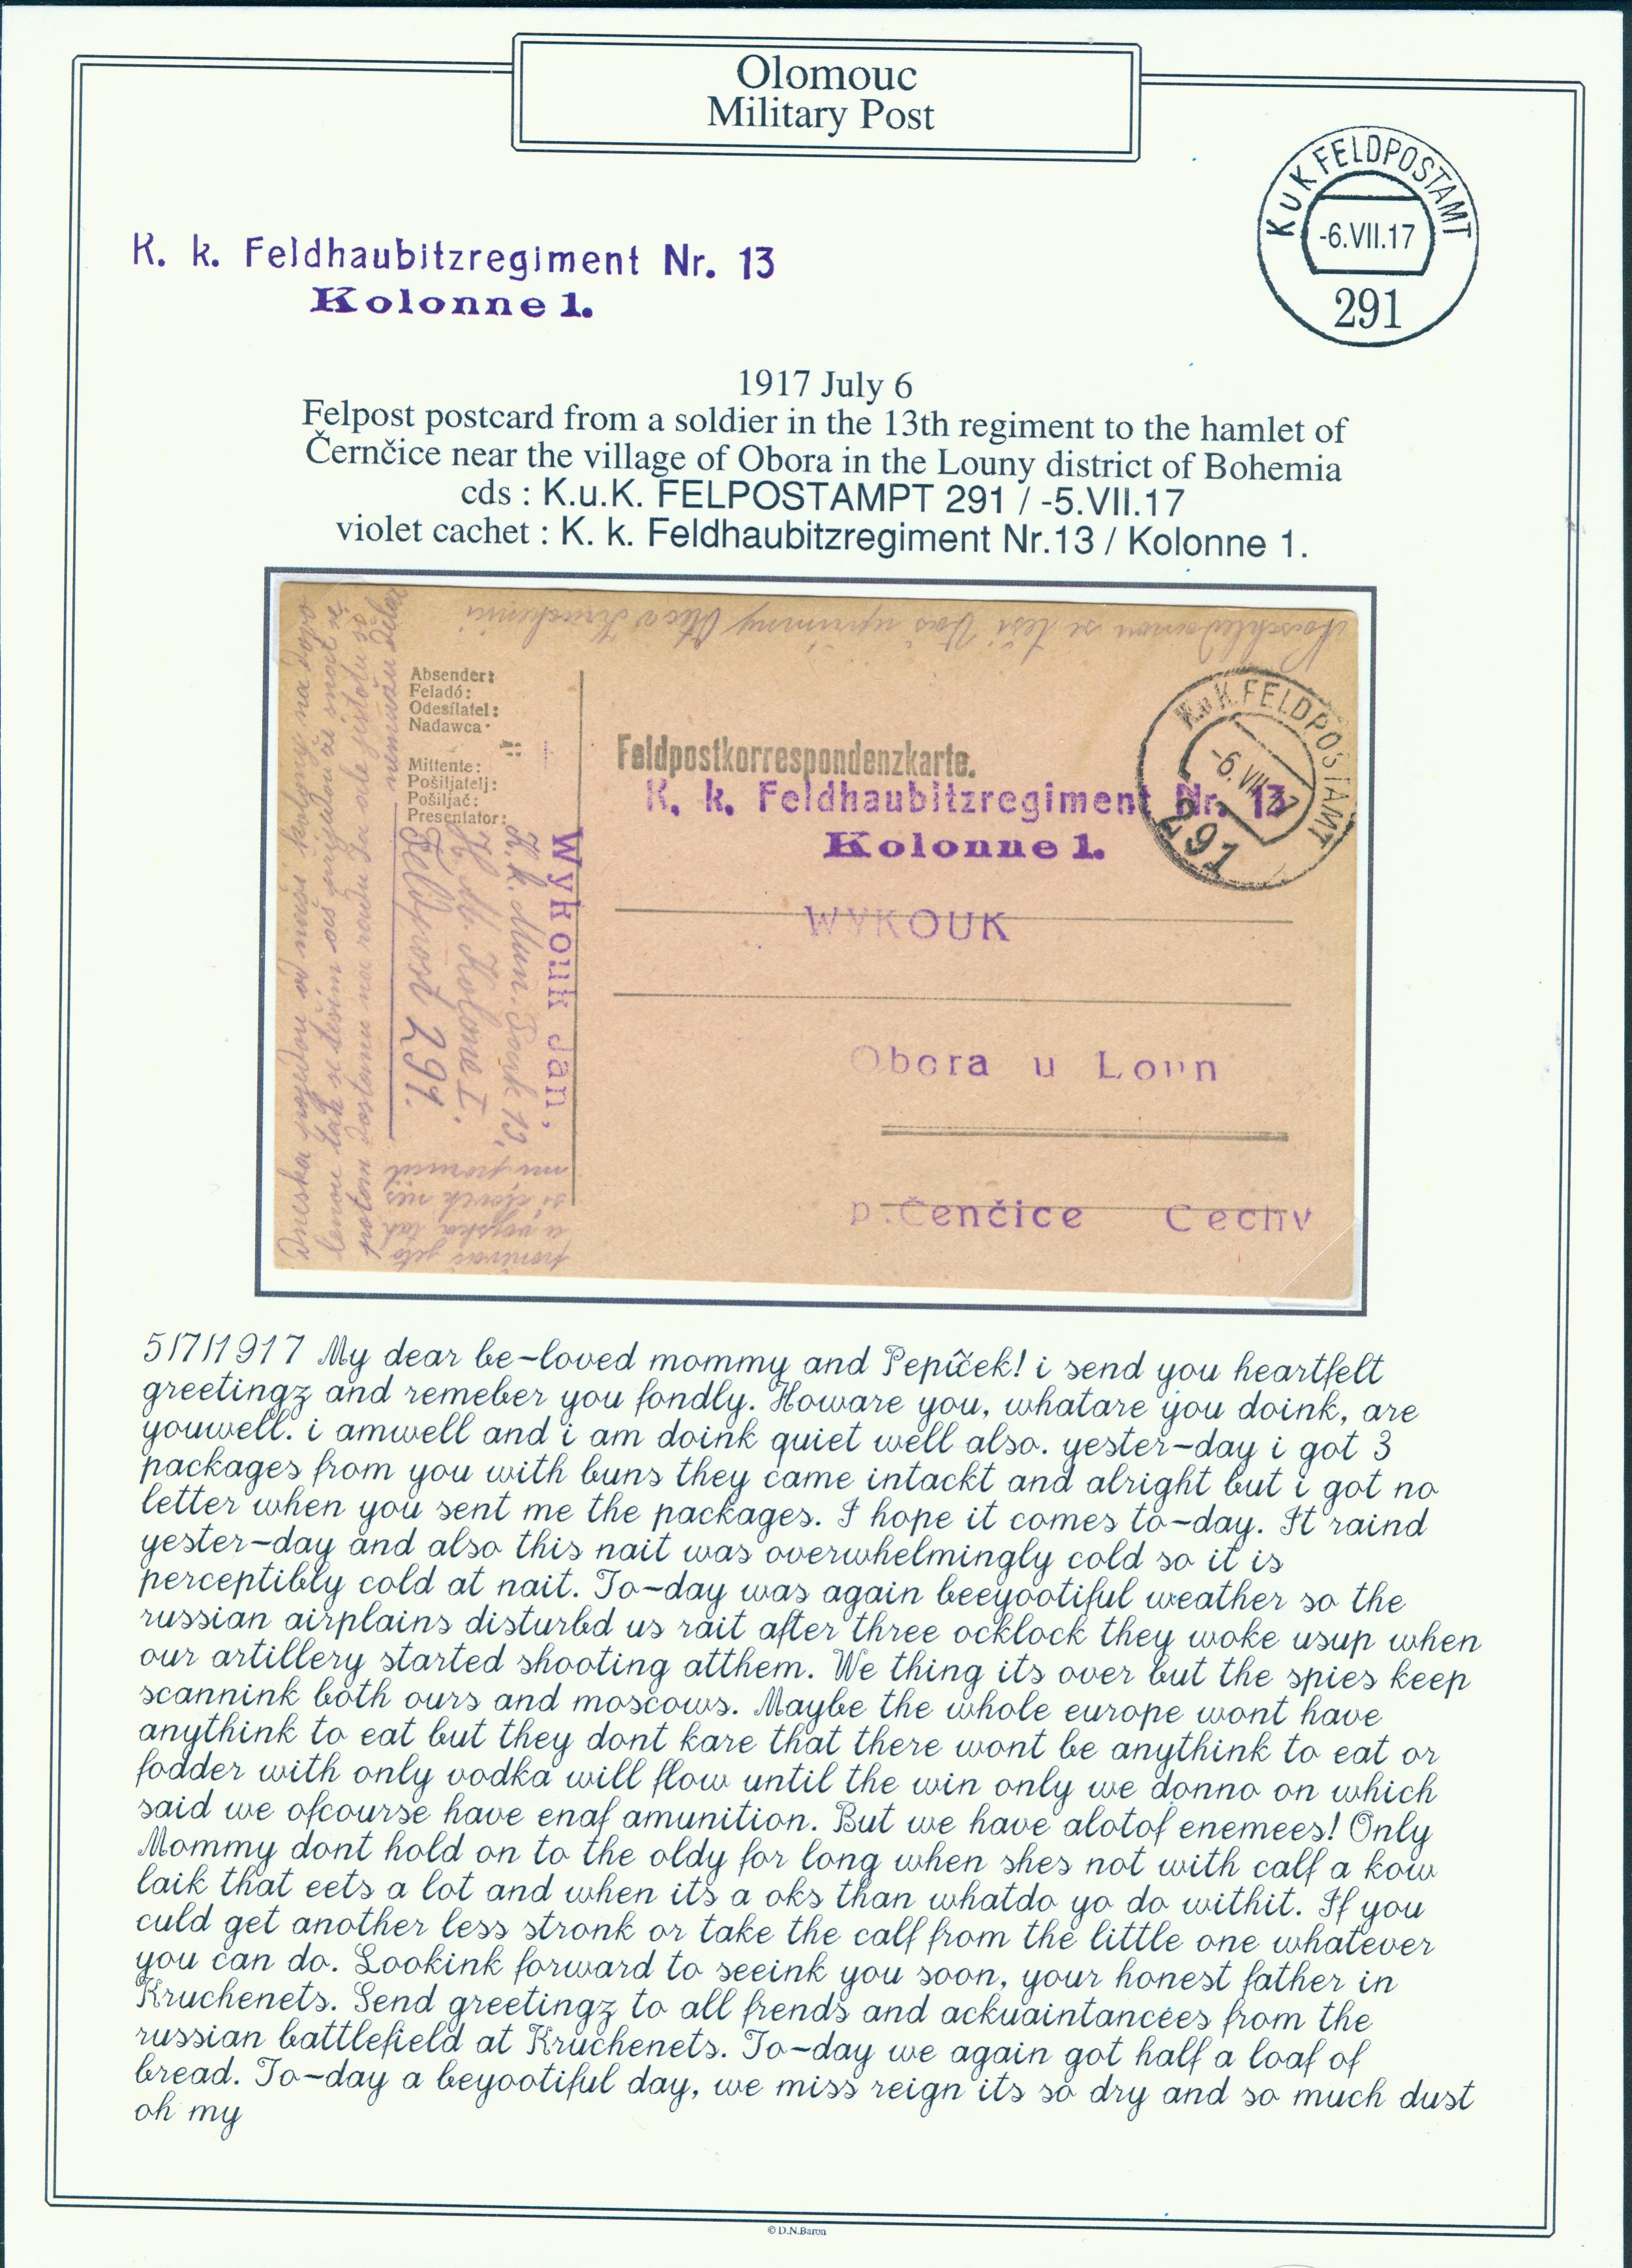 Olomouc
Military Post
K u K FELDPOSTAMT
-6.VII.17
291
K. k. Feldhaubitzregiment Nr. 13
Kolonne 1.
1917 July 6
Felpost postcard from a soldier in the 13th regiment to the hamlet of
Černčice near the village of Obora in the Louny district of Bohemia
cds : K.u.K. FELPOSTAMPT 291 / -5.VII.17
violet cachet : K. k. Feldhaubitzregiment Nr.13 / Kolonne 1.
Absender:
Feladó:
Odesílatel:
Nadawca
Mittente:
Pošiljatelj:
Pošiljač:
Presentator:
Wykouk Jan,
Kolone I.
Feldpost 291.
Feldpostkorrespondenzkarte.
K. k. Feldhaubitzregiment Nr. 13
Kolonne 1.
K.u.K. FELDPOSTAMT
-6.VII.17
291
WYKOUK
Obora u Loun
p.Čenčice Cechy
5/7/1917 My dear be-loved mommy and Pepíček! i send you heartfelt
greetingz and remeber you fondly. Howare you, whatare you doink, are
youwell. i amwell and i am doink quiet well also. yester-day i got 3
packages from you with buns they came intackt and alright but i got no
letter when you sent me the packages. I hope it comes to-day. It raind
yester-day and also this nait was overwhelmingly cold so it is
perceptibly cold at nait. To-day was again beeyootiful weather so the
russian airplains disturbd us rait after three ocklock they woke usup when
our artillery started shooting atthem. We thing its over but the spies keep
scannink both ours and moscows. Maybe the whole europe wont have
anythink to eat but they dont kare that there wont be anythink to eat or
fodder with only vodka will flow until the win only we donno on which
said we ofcourse have enaf amunition. But we have alotof enemees! Only
Mommy dont hold on to the oldy for long when shes not with calf a kow
laik that eets a lot and when its a oks than whatdo yo do withit. If you
culd get another less stronk or take the calf from the little one whatever
you can do. Lookink forward to seeink you soon, your honest father in
Kruchenets. Send greetingz to all frends and ackuaintancees from the
russian battlefield at Kruchenets. To-day we again got half a loaf of
bread. To-day a beyootiful day, we miss reign its so dry and so much dust
oh my
© D.N.Baron